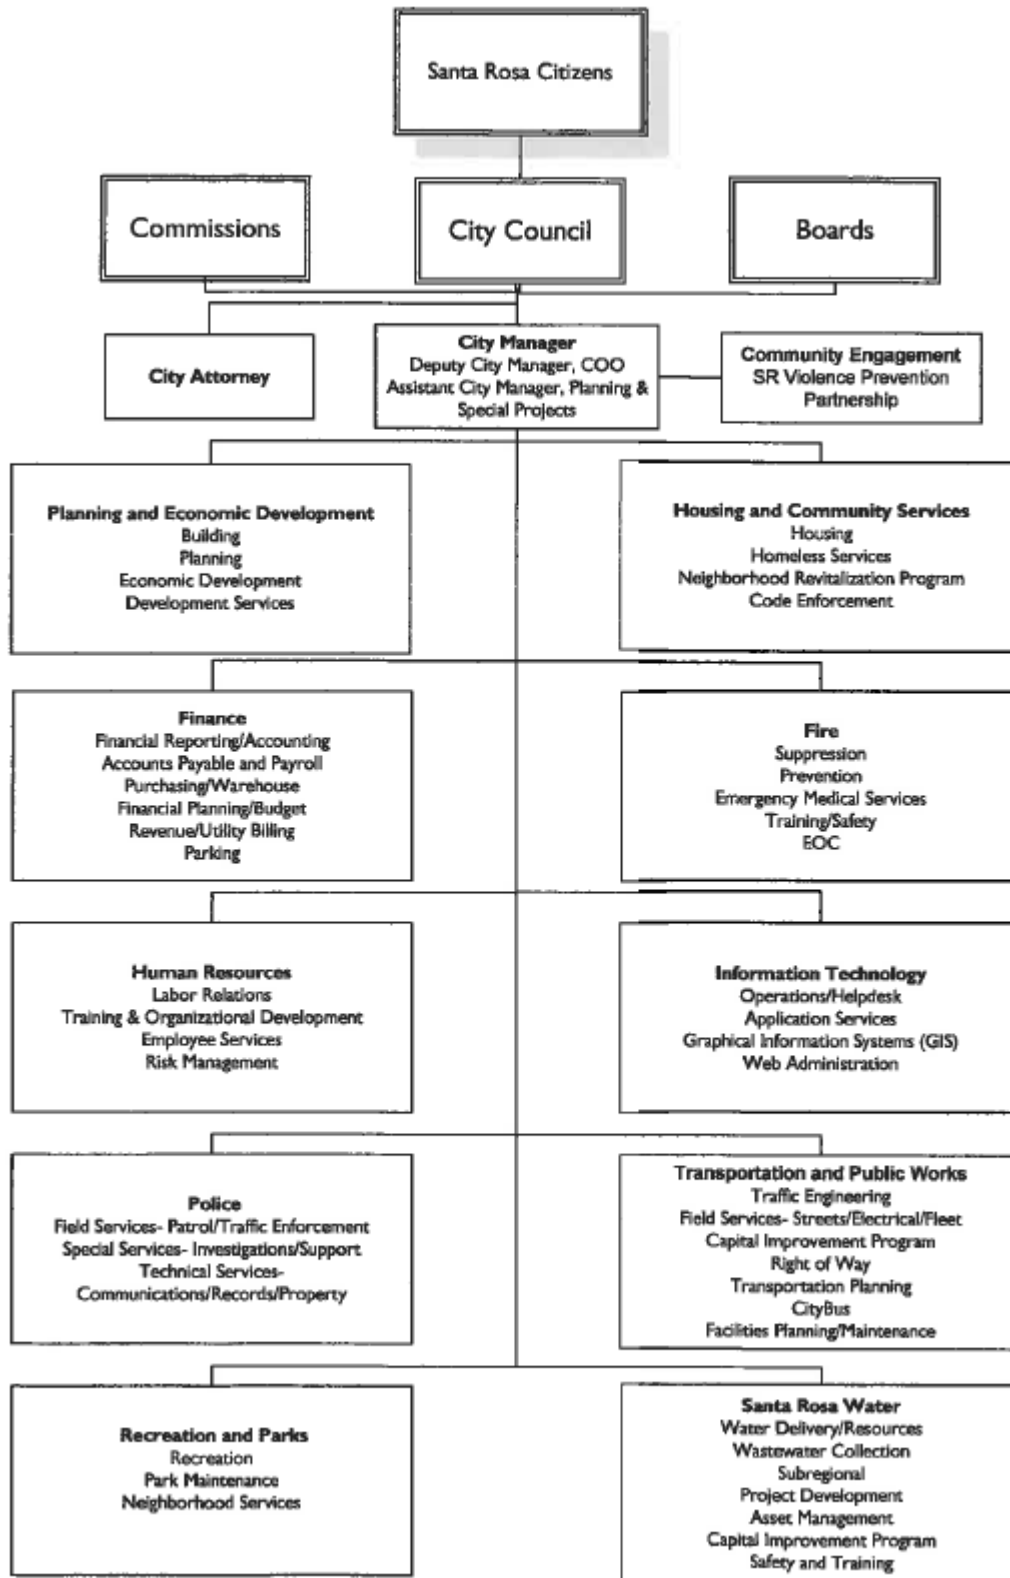 Santa Rosa Citizens
Commissions
City Council
Boards
City Attorney
City Manager
Deputy City Manager, COO
Assistant City Manager, Planning &
Special Projects
Community Engagement
SR Violence Prevention
Partnership
Planning and Economic Development
Building
Planning
Economic Development
Development Services
Housing and Community Services
Housing
Homeless Services
Neighborhood Revitalization Program
Code Enforcement
Finance
Financial Reporting/Accounting
Accounts Payable and Payroll
Purchasing/Warehouse
Financial Planning/Budget
Revenue/Utility Billing
Parking
Fire
Suppression
Prevention
Emergency Medical Services
Training/Safety
EOC
Human Resources
Labor Relations
Training & Organizational Development
Employee Services
Risk Management
Information Technology
Operations/Helpdesk
Application Services
Graphical Information Systems (GIS)
Web Administration
Police
Field Services- Patrol/Traffic Enforcement
Special Services- Investigations/Support
Technical Services-
Communications/Records/Property
Transportation and Public Works
Traffic Engineering
Field Services- Streets/Electrical/Fleet
Capital Improvement Program
Right of Way
Transportation Planning
CityBus
Facilities Planning/Maintenance
Recreation and Parks
Recreation
Park Maintenance
Neighborhood Services
Santa Rosa Water
Water Delivery/Resources
Wastewater Collection
Subregional
Project Development
Asset Management
Capital Improvement Program
Safety and Training